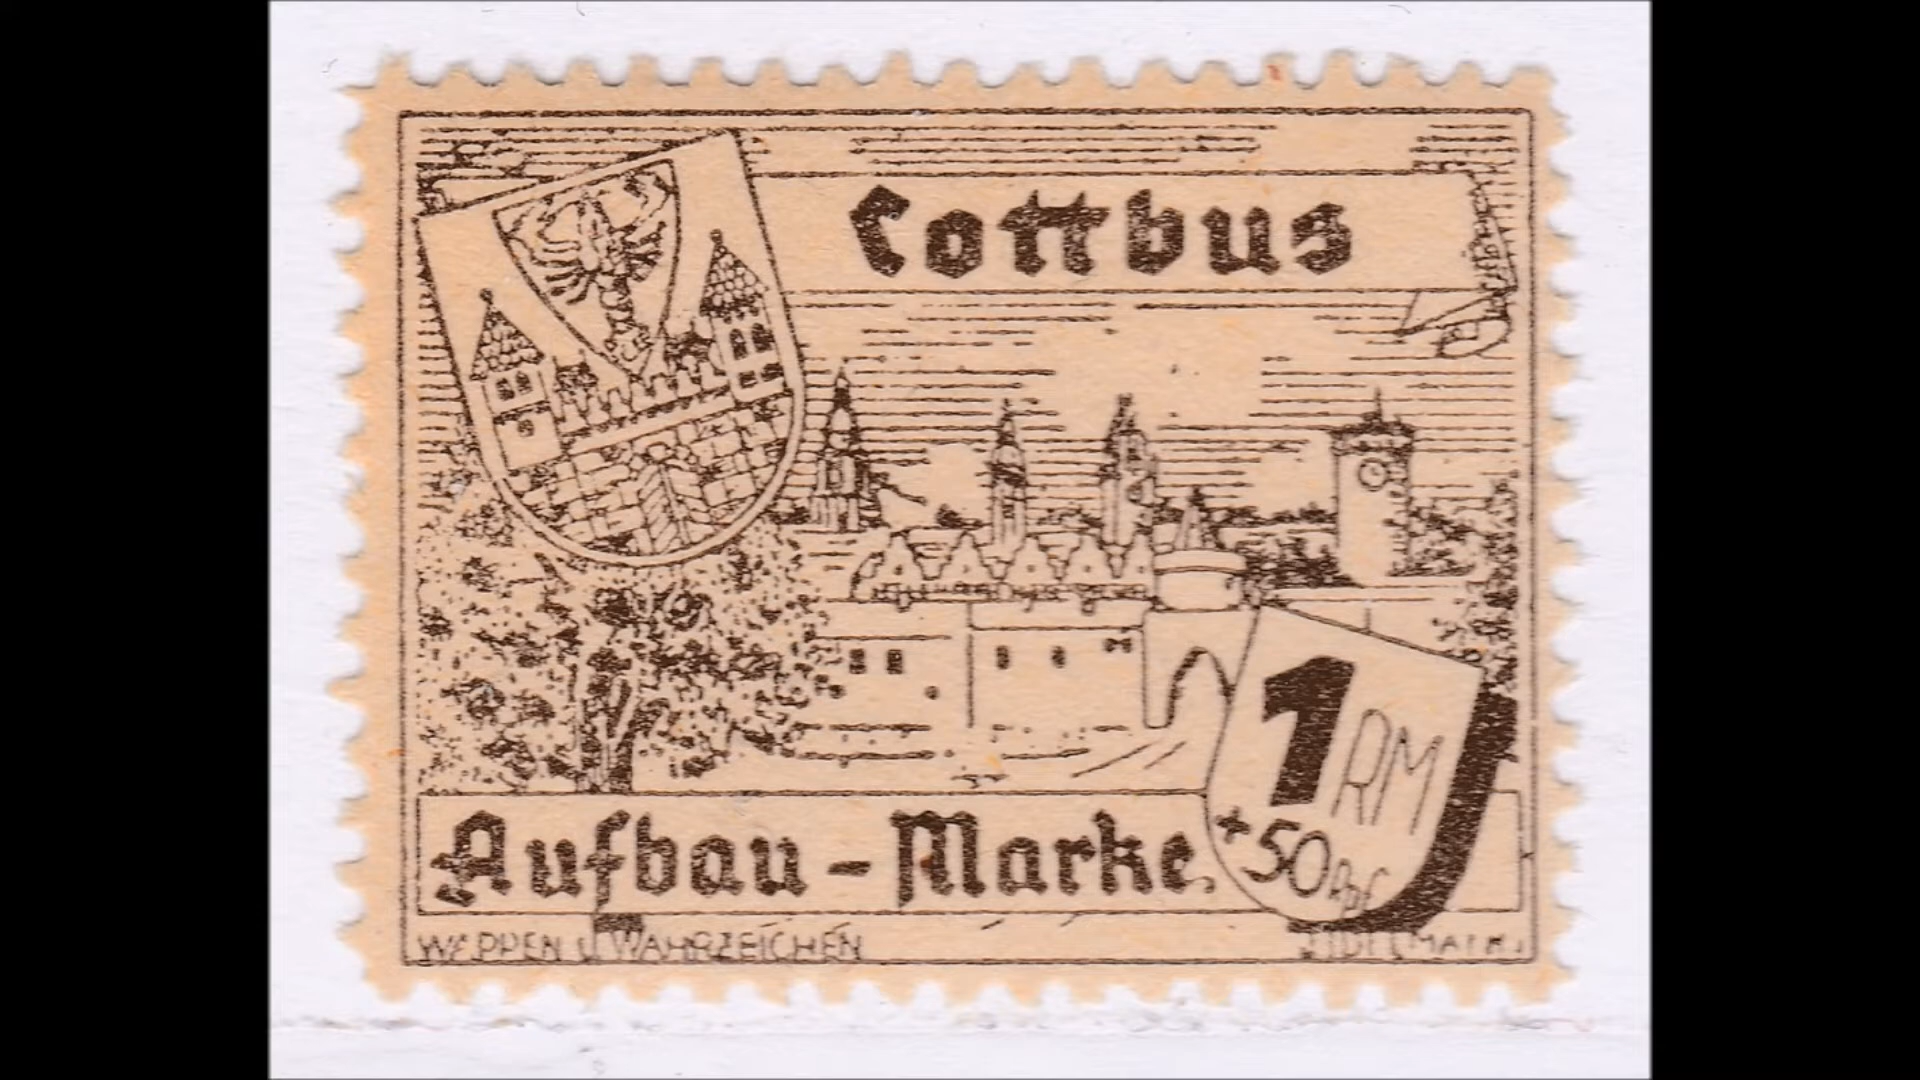 Cottbus
1 RM
+50 Rpf
Aufbau-Marke
WAPPEN U. WAHRZEICHEN